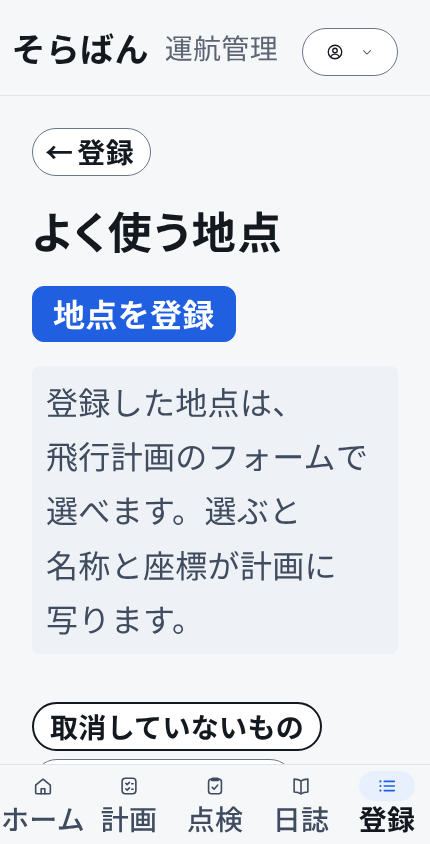 そらばん 運航管理
← 登録
よく使う地点
地点を登録
登録した地点は、
飛行計画のフォームで
選べます。選ぶと
名称と座標が計画に
写ります。
取消していないもの
ホーム 計画 点検 日誌 登録